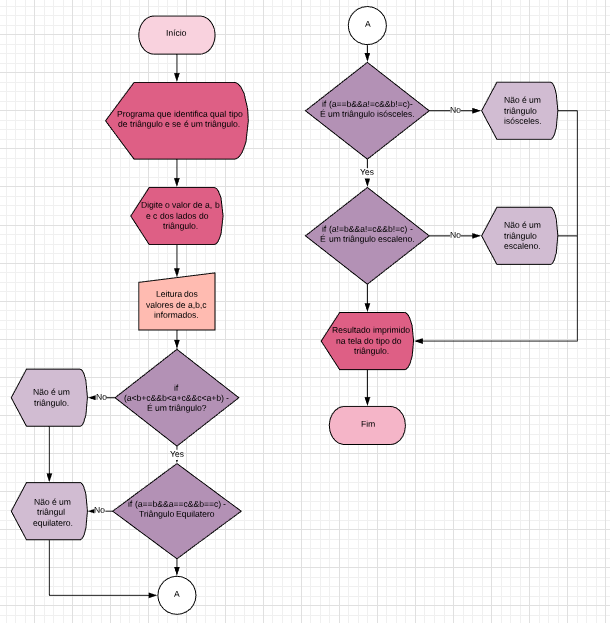 Início
Programa que identifica qual tipo
de triângulo e se é um triângulo.
Digite o valor de a, b
e c dos lados do
triângulo.
Leitura dos
valores de a,b,c
informados.
if
(a<b+c&&b<a+c&&c<a+b) -
É um triângulo?
No
Não é um
triângulo.
Yes
if (a==b&&a==c&&b==c) -
Triângulo Equilatero
No
Não é um
triângul
equilatero.
A
A
if (a==b&&a!=c&&b!=c)-
É um triângulo isósceles.
No
Não é um
triângulo
isósceles.
Yes
if (a!=b&&a!=c&&b!=c) -
É um triângulo escaleno.
No
Não é um
triângulo
escaleno.
Resultado imprimido
na tela do tipo do
triângulo.
Fim